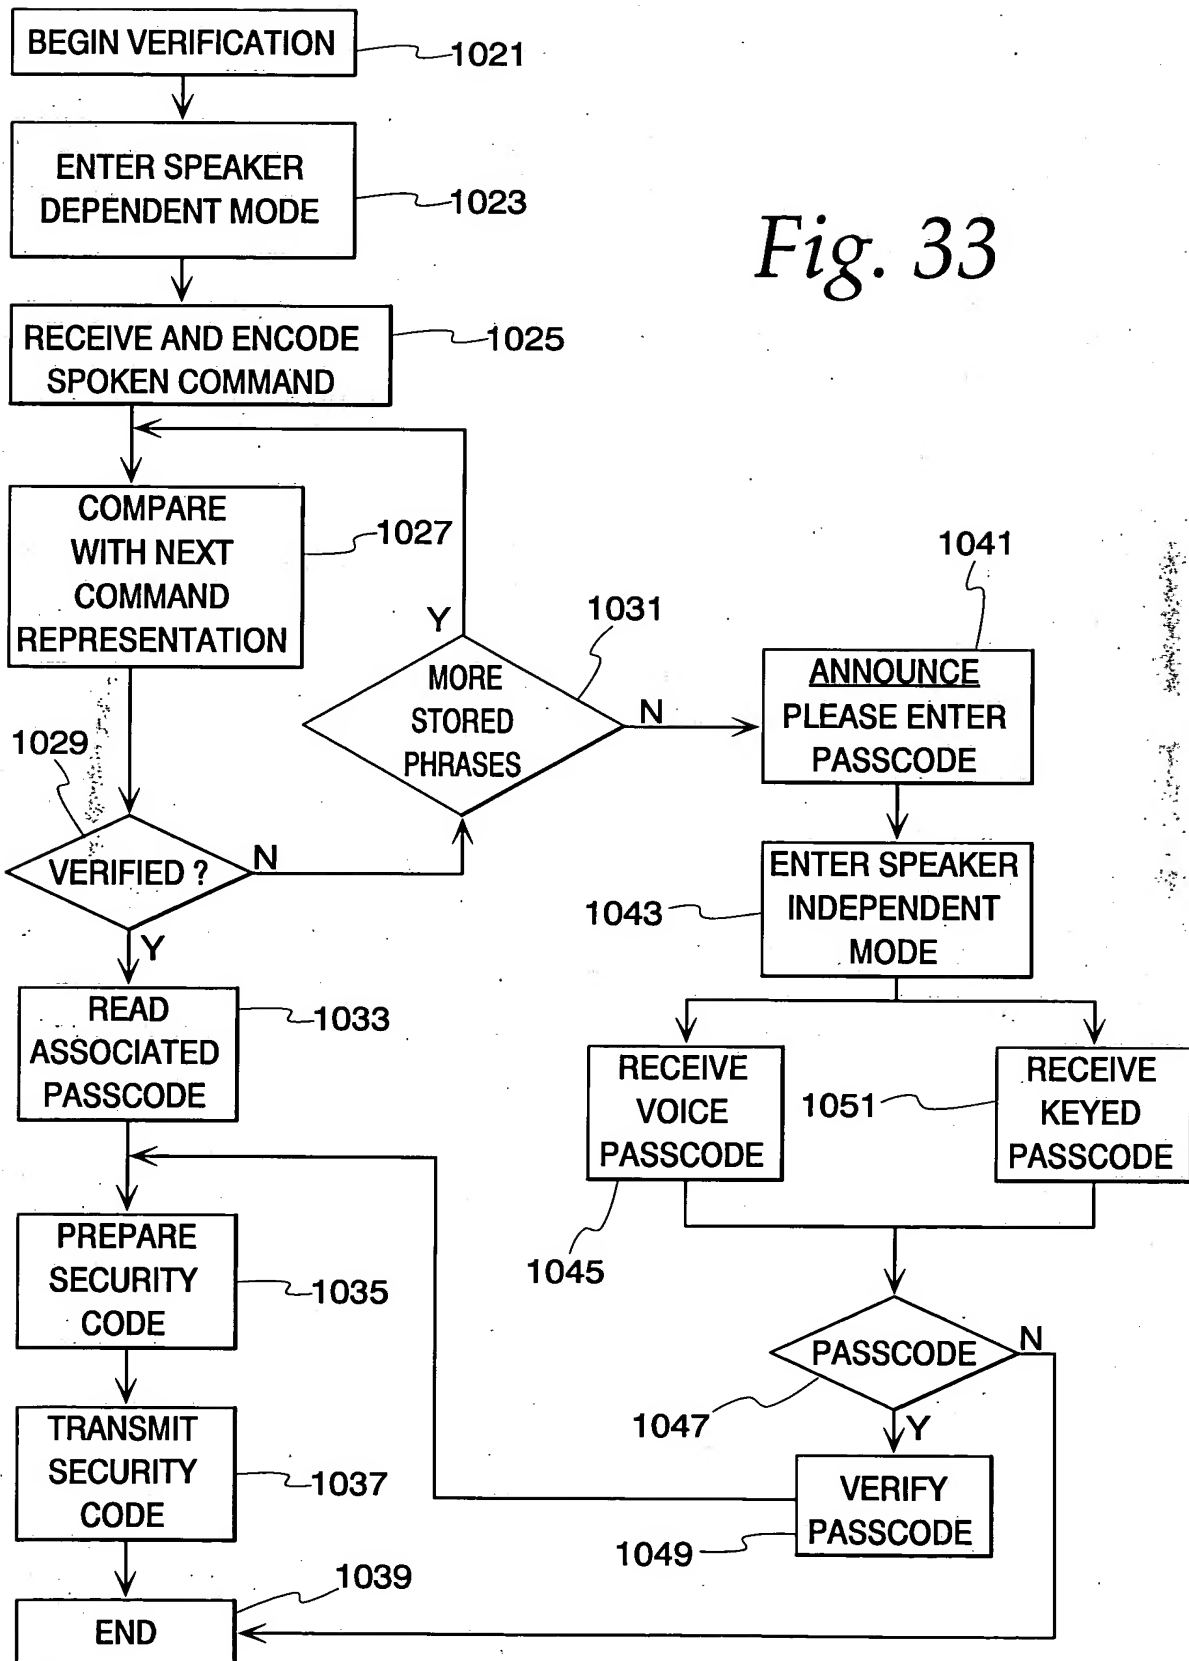 BEGIN VERIFICATION
1021
ENTER SPEAKER
DEPENDENT MODE
1023
Fig. 33
RECEIVE AND ENCODE
SPOKEN COMMAND
1025
COMPARE
WITH NEXT
COMMAND
REPRESENTATION
1027
Y
MORE
STORED
PHRASES
1031
N
1041
ANNOUNCE
PLEASE ENTER
PASSCODE
1029
VERIFIED ?
N
Y
ENTER SPEAKER
INDEPENDENT
MODE
1043
READ
ASSOCIATED
PASSCODE
1033
RECEIVE
VOICE
PASSCODE
1045
RECEIVE
KEYED
PASSCODE
1051
PREPARE
SECURITY
CODE
1035
PASSCODE
N
1047
Y
TRANSMIT
SECURITY
CODE
1037
VERIFY
PASSCODE
1049
1039
END